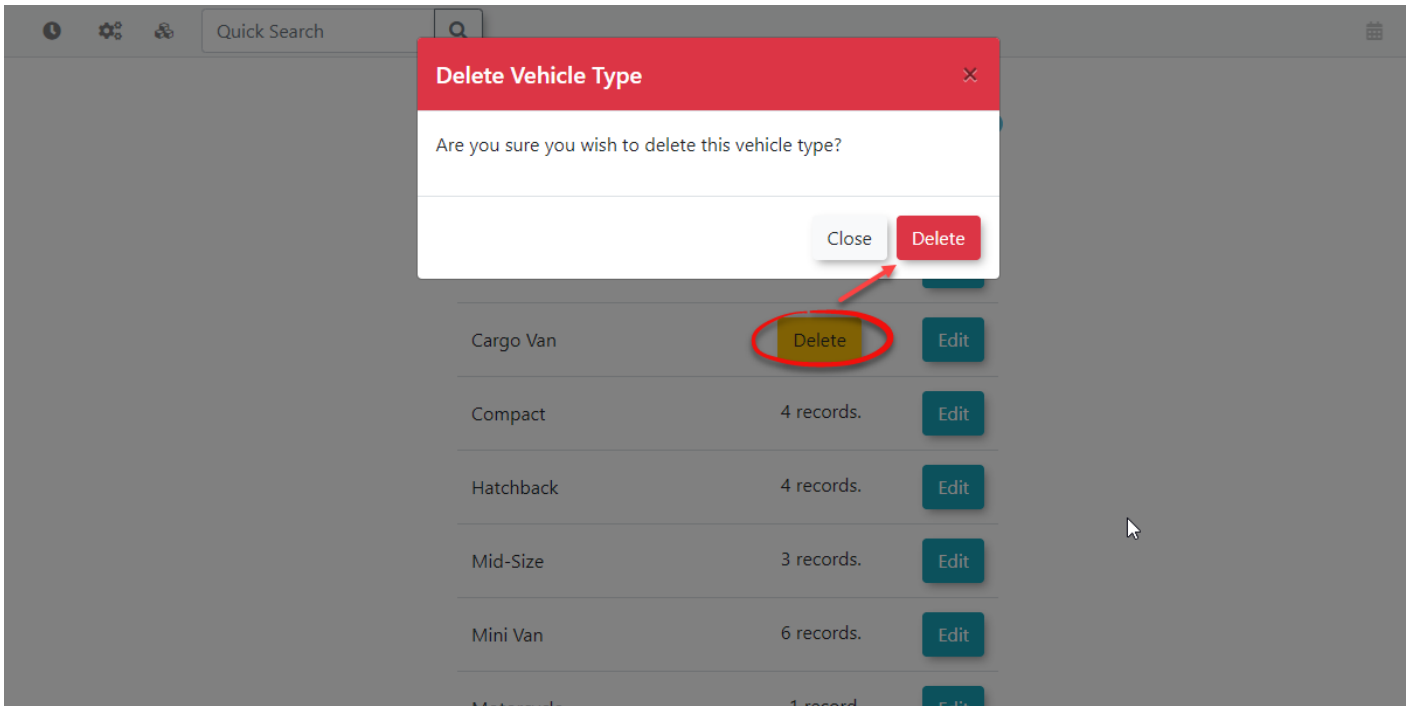 Quick Search
Delete Vehicle Type ×
Are you sure you wish to delete this vehicle type?
Close Delete
Cargo Van Delete Edit
Compact 4 records. Edit
Hatchback 4 records. Edit
Mid-Size 3 records. Edit
Mini Van 6 records. Edit
1 record